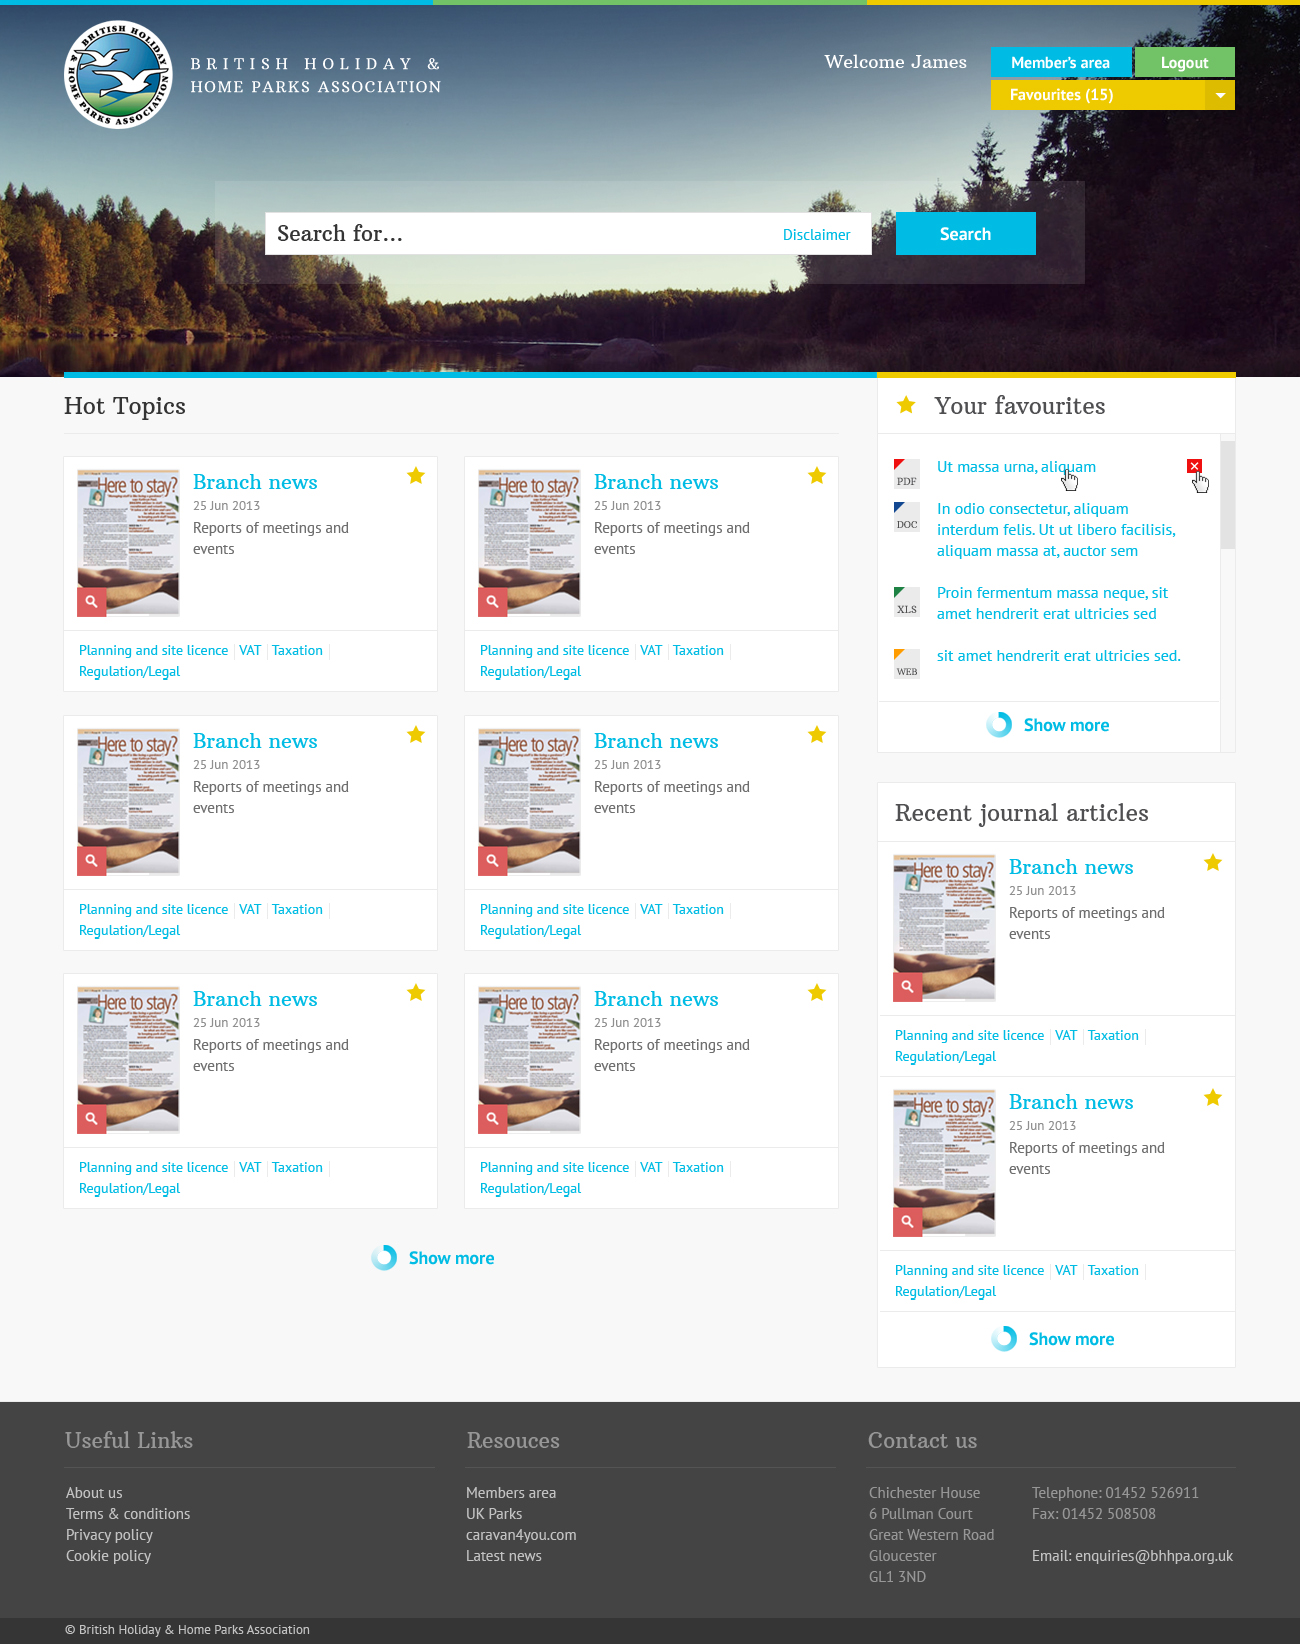 BRITISH HOLIDAY & HOME PARKS ASSOCIATION
BRITISH HOLIDAY &
HOME PARKS ASSOCIATION
Welcome James
Member's area
Logout
Favourites (15)
Search for...
Disclaimer
Search
Hot Topics
Here to stay?
Branch news
25 Jun 2013
Reports of meetings and
events
Planning and site licence
VAT
Taxation
Regulation/Legal
Here to stay?
Branch news
25 Jun 2013
Reports of meetings and
events
Planning and site licence
VAT
Taxation
Regulation/Legal
Here to stay?
Branch news
25 Jun 2013
Reports of meetings and
events
Planning and site licence
VAT
Taxation
Regulation/Legal
Here to stay?
Branch news
25 Jun 2013
Reports of meetings and
events
Planning and site licence
VAT
Taxation
Regulation/Legal
Here to stay?
Branch news
25 Jun 2013
Reports of meetings and
events
Planning and site licence
VAT
Taxation
Regulation/Legal
Here to stay?
Branch news
25 Jun 2013
Reports of meetings and
events
Planning and site licence
VAT
Taxation
Regulation/Legal
Show more
Your favourites
PDF
Ut massa urna, aliquam
DOC
In odio consectetur, aliquam
interdum felis. Ut ut libero facilisis,
aliquam massa at, auctor sem
XLS
Proin fermentum massa neque, sit
amet hendrerit erat ultricies sed
WEB
sit amet hendrerit erat ultricies sed.
Show more
Recent journal articles
Here to stay?
Branch news
25 Jun 2013
Reports of meetings and
events
Planning and site licence
VAT
Taxation
Regulation/Legal
Here to stay?
Branch news
25 Jun 2013
Reports of meetings and
events
Planning and site licence
VAT
Taxation
Regulation/Legal
Show more
Useful Links
About us
Terms & conditions
Privacy policy
Cookie policy
Resouces
Members area
UK Parks
caravan4you.com
Latest news
Contact us
Chichester House
6 Pullman Court
Great Western Road
Gloucester
GL1 3ND
Telephone: 01452 526911
Fax: 01452 508508
Email: enquiries@bhhpa.org.uk
© British Holiday & Home Parks Association